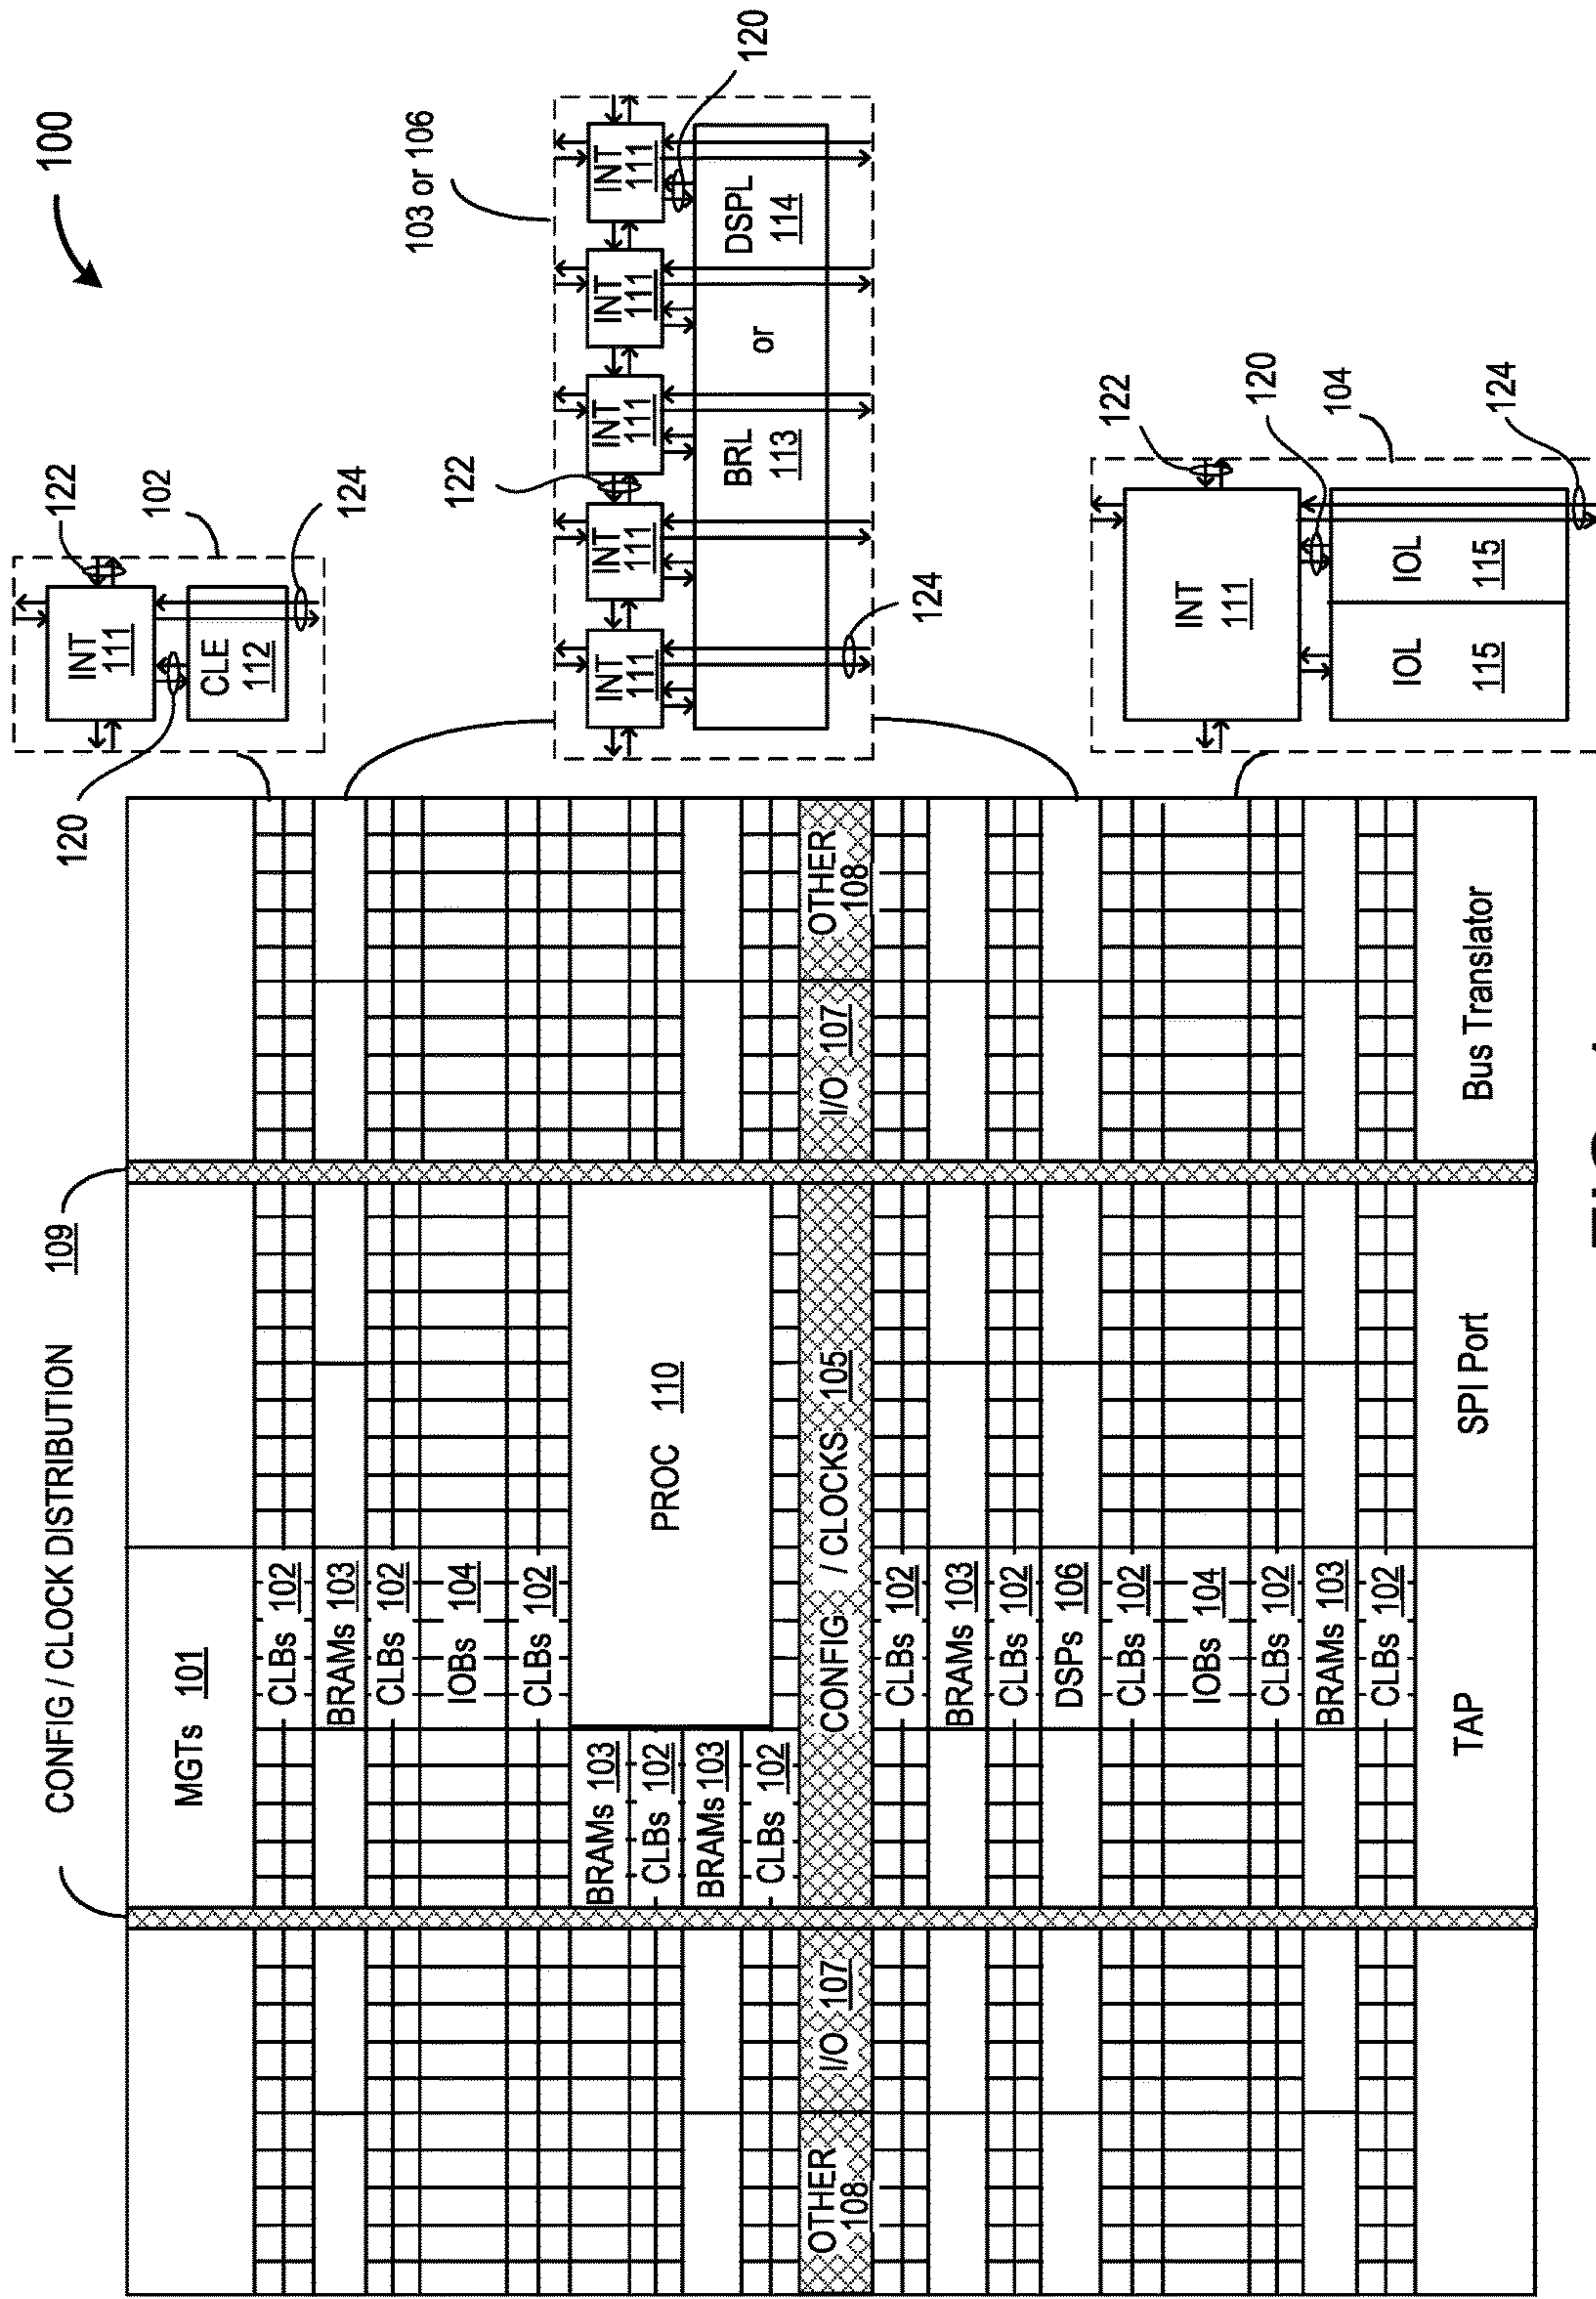 100
CONFIG / CLOCK DISTRIBUTION 109
MGTs 101
CLBs 102
BRAMs 103
CLBs 102
IOBs 104
CLBs 102
BRAMs 103
CLBs 102
BRAMs 103
CLBs 102
PROC 110
OTHER
108
I/O 107
CONFIG / CLOCKS 105
I/O 107
OTHER
108
CLBs 102
BRAMs 103
CLBs 102
DSPs 106
CLBs 102
IOBs 104
CLBs 102
BRAMs 103
CLBs 102
TAP
SPI Port
Bus Translator
120
INT
111
CLE
112
122
102
124
103 or 106
INT
111
INT
111
INT
111
INT
111
INT
111
122
120
BRL
113
or
DSPL
114
124
INT
111
122
120
104
IOL
115
IOL
115
124